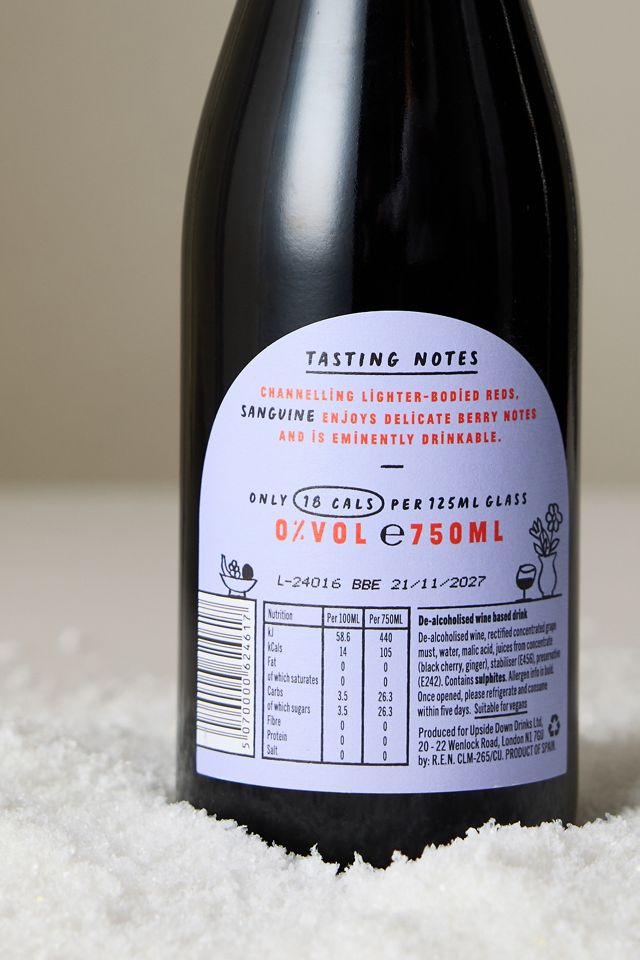 TASTING NOTES
CHANNELLING LIGHTER-BODIED REDS,
SANGUINE ENJOYS DELICATE BERRY NOTES
AND IS EMINENTLY DRINKABLE.
ONLY 18 CALS PER 125ML GLASS
0%VOL ℮750ML
L-24016 BBE 21/11/2027
5 070000 624617
Nutrition Per 100ML Per 750ML
kJ 58.6 440
kCals 14 105
Fat 0 0
of which saturates 0 0
Carbs 3.5 26.3
of which sugars 3.5 26.3
Fibre 0 0
Protein 0 0
Salt 0 0
De-alcoholised wine based drink
De-alcoholised wine, rectified concentrated grape
must, water, malic acid, juices from concentrate
(black cherry, ginger), stabiliser (E456), preservative
(E242). Contains sulphites. Allergen info in bold.
Once opened, please refrigerate and consume
within five days. Suitable for vegans
Produced for Upside Down Drinks Ltd,
20 - 22 Wenlock Road, London N1 7GU
by: R.E.N. CLM-265/CU. PRODUCT OF SPAIN.